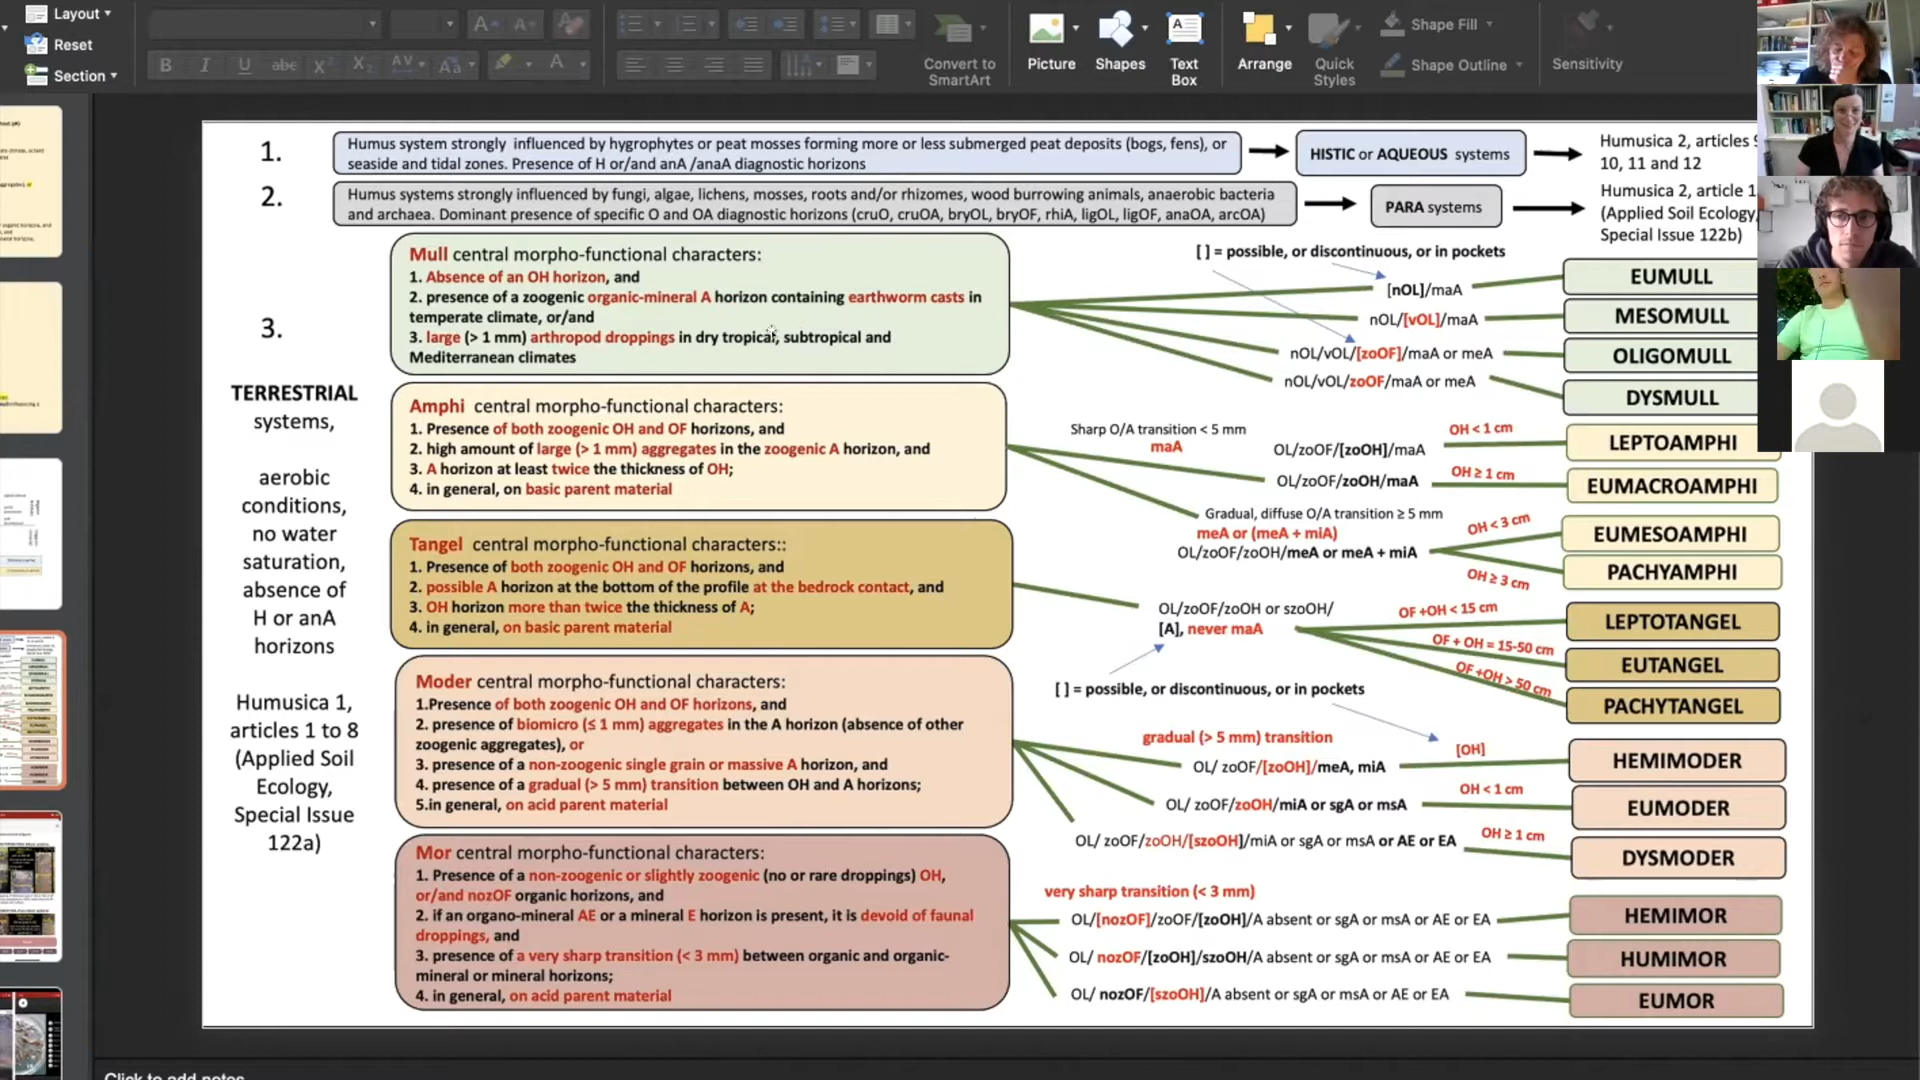 Layout
Reset
Section
B I U abc X² X₂ AV Aa A
Convert to
SmartArt
Picture
Shapes
Text
Box
Arrange
Quick
Styles
Shape Fill
Shape Outline
Sensitivity
1.
Humus system strongly influenced by hygrophytes or peat mosses forming more or less submerged peat deposits (bogs, fens), or
seaside and tidal zones. Presence of H or/and anA /anaA diagnostic horizons
HISTIC or AQUEOUS systems
Humusica 2, articles
10, 11 and 12
2.
Humus systems strongly influenced by fungi, algae, lichens, mosses, roots and/or rhizomes, wood burrowing animals, anaerobic bacteria
and archaea. Dominant presence of specific O and OA diagnostic horizons (cruO, cruOA, bryOL, bryOF, rhiA, ligOL, ligOF, anaOA, arcOA)
PARA systems
Humusica 2, article 1
(Applied Soil Ecology,
Special Issue 122b)
3.
TERRESTRIAL
systems,
aerobic
conditions,
no water
saturation,
absence of
H or anA
horizons
Humusica 1,
articles 1 to 8
(Applied Soil
Ecology,
Special Issue
122a)
Mull central morpho-functional characters:
1. Absence of an OH horizon, and
2. presence of a zoogenic organic-mineral A horizon containing earthworm casts in
temperate climate, or/and
3. large (> 1 mm) arthropod droppings in dry tropical, subtropical and
Mediterranean climates
[ ] = possible, or discontinuous, or in pockets
[nOL]/maA
EUMULL
nOL/[vOL]/maA
MESOMULL
nOL/vOL/[zoOF]/maA or meA
OLIGOMULL
nOL/vOL/zoOF/maA or meA
DYSMULL
Amphi central morpho-functional characters:
1. Presence of both zoogenic OH and OF horizons, and
2. high amount of large (> 1 mm) aggregates in the zoogenic A horizon, and
3. A horizon at least twice the thickness of OH;
4. in general, on basic parent material
Sharp O/A transition < 5 mm
maA
OL/zoOF/[zoOH]/maA
OH < 1 cm
LEPTOAMPHI
OL/zoOF/zoOH/maA
OH ≥ 1 cm
EUMACROAMPHI
Gradual, diffuse O/A transition ≥ 5 mm
meA or (meA + miA)
OL/zoOF/zoOH/meA or meA + miA
OH < 3 cm
EUMESOAMPHI
OH ≥ 3 cm
PACHYAMPHI
Tangel central morpho-functional characters::
1. Presence of both zoogenic OH and OF horizons, and
2. possible A horizon at the bottom of the profile at the bedrock contact, and
3. OH horizon more than twice the thickness of A;
4. in general, on basic parent material
OL/zoOF/zoOH or szoOH/
[A], never maA
OF +OH < 15 cm
LEPTOTANGEL
OF + OH = 15-50 cm
EUTANGEL
OF +OH > 50 cm
PACHYTANGEL
[ ] = possible, or discontinuous, or in pockets
Moder central morpho-functional characters:
1.Presence of both zoogenic OH and OF horizons, and
2. presence of biomicro (≤ 1 mm) aggregates in the A horizon (absence of other
zoogenic aggregates), or
3. presence of a non-zoogenic single grain or massive A horizon, and
4. presence of a gradual (> 5 mm) transition between OH and A horizons;
5.in general, on acid parent material
gradual (> 5 mm) transition
OL/ zoOF/[zoOH]/meA, miA
[OH]
HEMIMODER
OL/ zoOF/zoOH/miA or sgA or msA
OH < 1 cm
EUMODER
OL/ zoOF/zoOH/[szoOH]/miA or sgA or msA or AE or EA
OH ≥ 1 cm
DYSMODER
Mor central morpho-functional characters:
1. Presence of a non-zoogenic or slightly zoogenic (no or rare droppings) OH,
or/and nozOF organic horizons, and
2. if an organo-mineral AE or a mineral E horizon is present, it is devoid of faunal
droppings, and
3. presence of a very sharp transition (< 3 mm) between organic and organic-
mineral or mineral horizons;
4. in general, on acid parent material
very sharp transition (< 3 mm)
OL/[nozOF]/zoOF/[zoOH]/A absent or sgA or msA or AE or EA
HEMIMOR
OL/ nozOF/[zoOH]/szoOH/A absent or sgA or msA or AE or EA
HUMIMOR
OL/ nozOF/[szoOH]/A absent or sgA or msA or AE or EA
EUMOR
Click to add notes